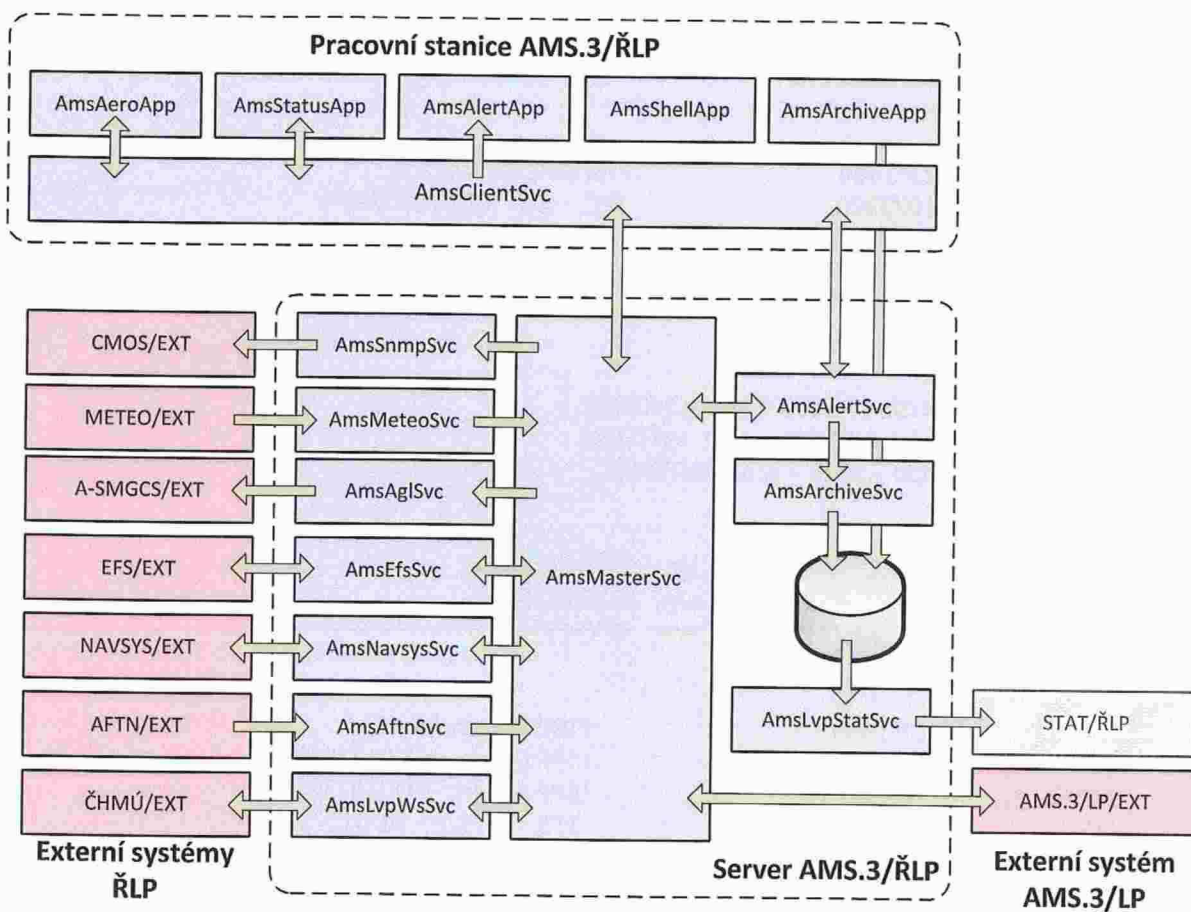 Pracovní stanice AMS.3/ŘLP
AmsAeroApp
AmsStatusApp
AmsAlertApp
AmsShellApp
AmsArchiveApp
AmsClientSvc
CMOS/EXT
AmsSnmpSvc
METEO/EXT
AmsMeteoSvc
AmsAlertSvc
A-SMGCS/EXT
AmsAglSvc
AmsArchiveSvc
EFS/EXT
AmsEfsSvc
AmsMasterSvc
NAVSYS/EXT
AmsNavsysSvc
AFTN/EXT
AmsAftnSvc
AmsLvpStatSvc
STAT/ŘLP
ČHMÚ/EXT
AmsLvpWsSvc
AMS.3/LP/EXT
Externí systémy
ŘLP
Server AMS.3/ŘLP
Externí systém
AMS.3/LP